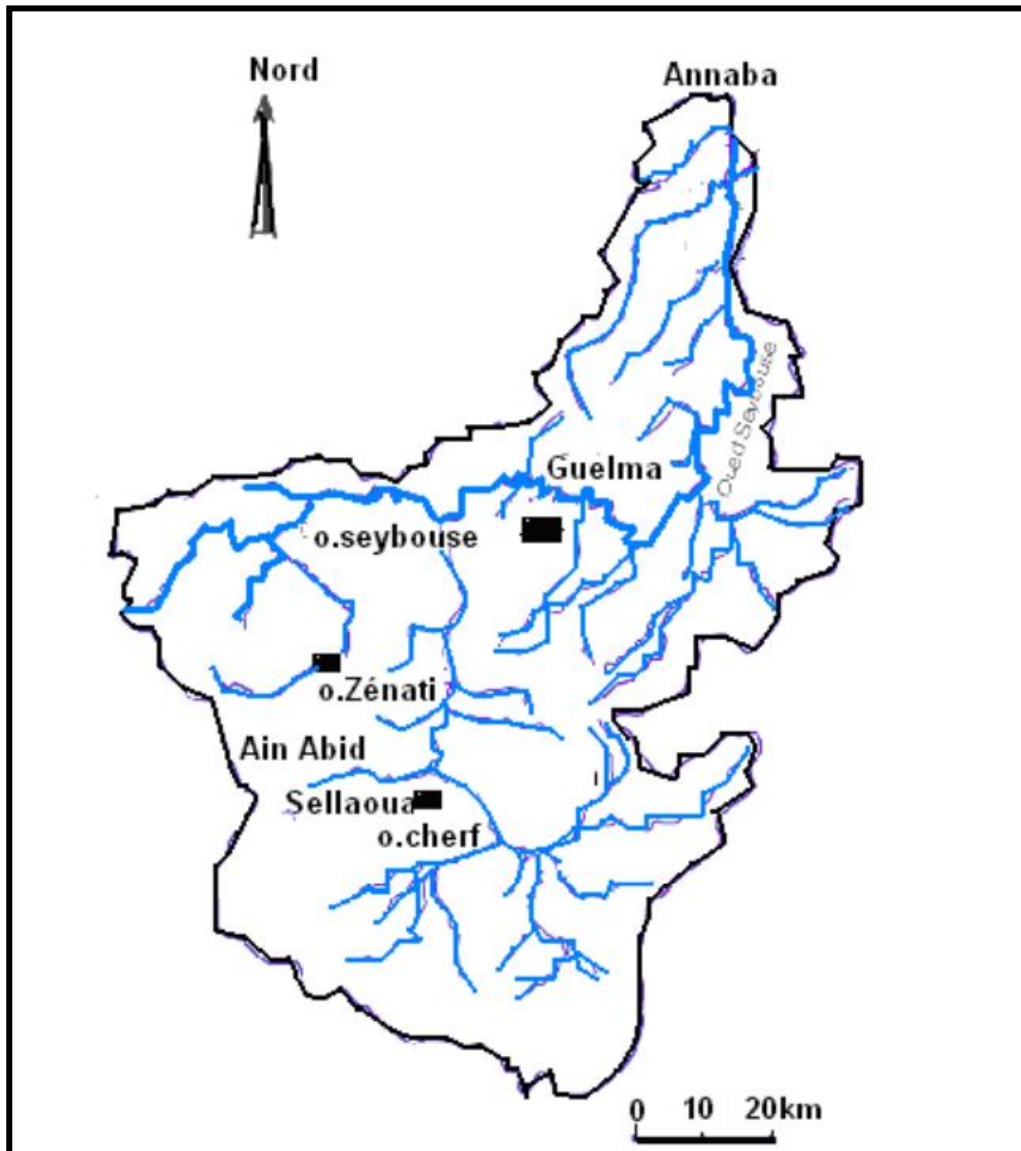 Nord
Annaba
Oued Seybouse
Guelma
o.seybouse
o.Zénati
Ain Abid
Sellaoua
o.cherf
0 10 20km